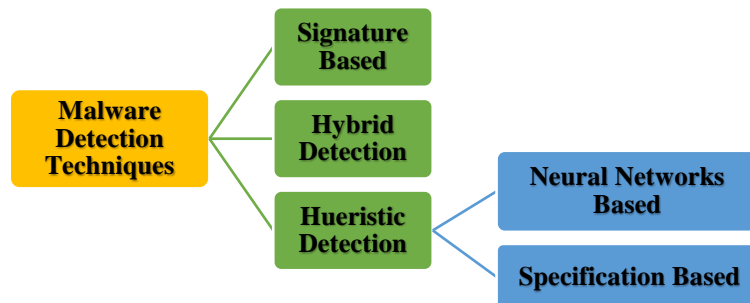 Signature
Based
Malware
Detection
Techniques
Hybrid
Detection
Hueristic
Detection
Neural Networks
Based
Specification Based